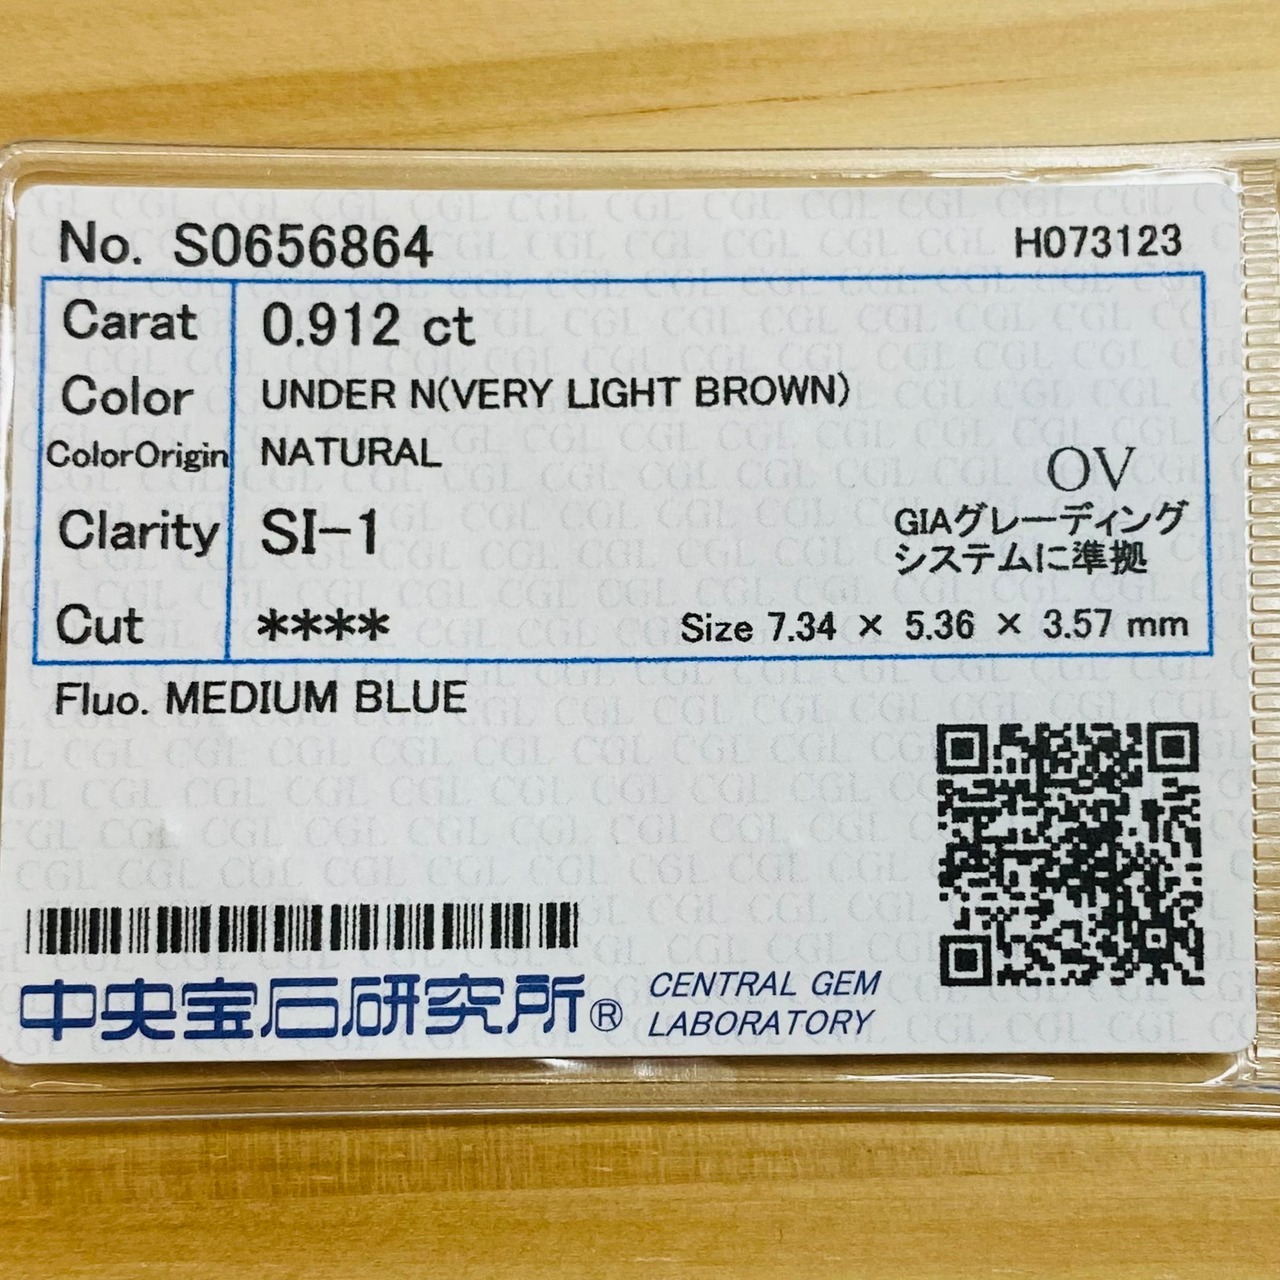 No. S0656864 H073123
Carat 0.912 ct
Color UNDER N(VERY LIGHT BROWN)
ColorOrigin NATURAL
OV
Clarity SI-1
GIAグレーディング
システムに準拠
Cut **** Size 7.34 × 5.36 × 3.57 mm
Fluo. MEDIUM BLUE
中央宝石研究所® CENTRAL GEM
LABORATORY